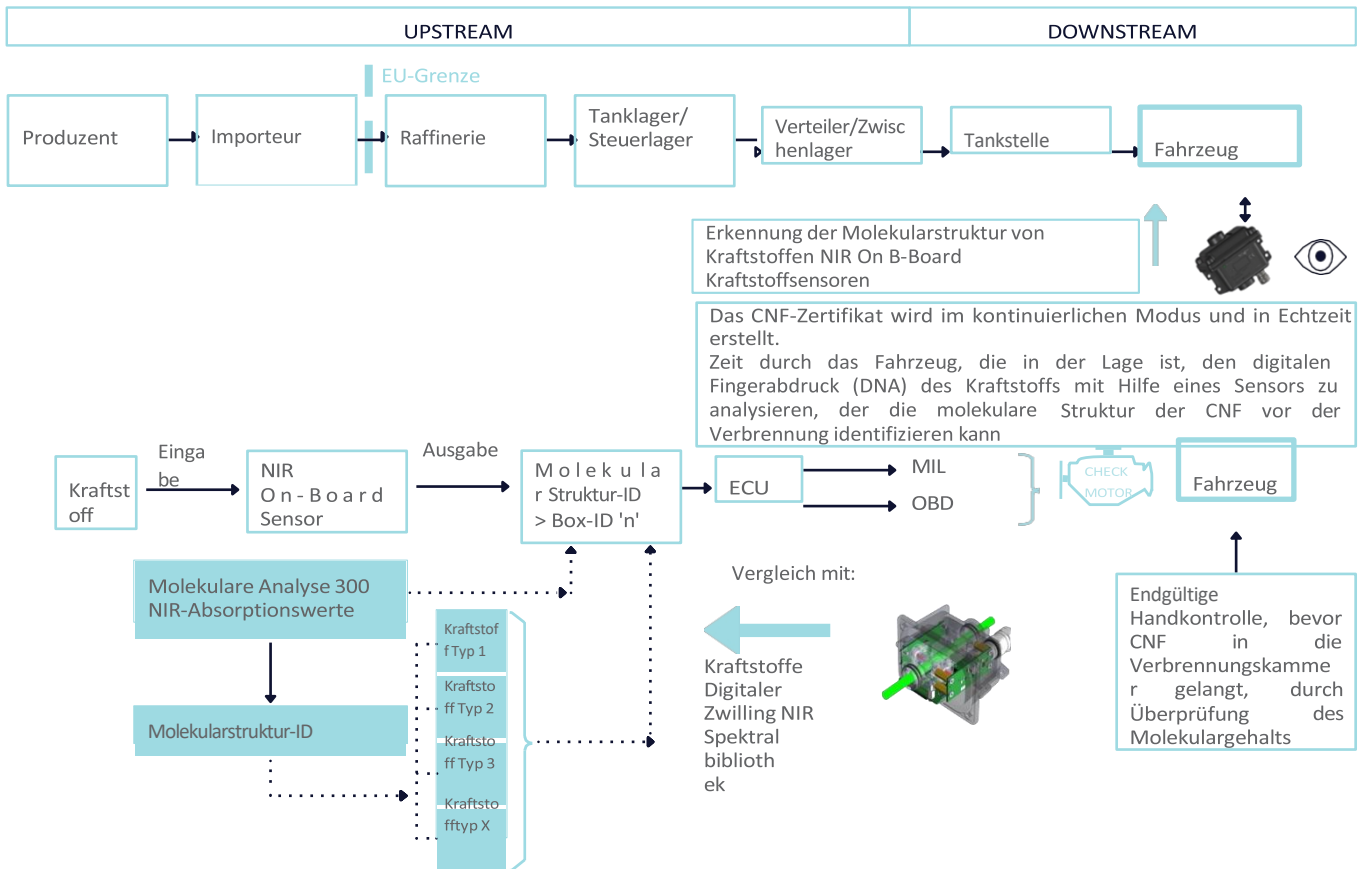 UPSTREAM
DOWNSTREAM
EU-Grenze
Produzent
Importeur
Raffinerie
Tanklager/
Steuerlager
Verteiler/Zwisc
henlager
Tankstelle
Fahrzeug
Erkennung der Molekularstruktur von
Kraftstoffen NIR On B-Board
Kraftstoffsensoren
Das CNF-Zertifikat wird im kontinuierlichen Modus und in Echtzeit
erstellt.
Zeit durch das Fahrzeug, die in der Lage ist, den digitalen
Fingerabdruck (DNA) des Kraftstoffs mit Hilfe eines Sensors zu
analysieren, der die molekulare Struktur der CNF vor der
Verbrennung identifizieren kann
Kraftst
off
Einga
be
NIR
On-Board
Sensor
Ausgabe
Molekula
r Struktur-ID
> Box-ID 'n'
ECU
MIL
OBD
CHECK
MOTOR
Fahrzeug
Molekulare Analyse 300
NIR-Absorptionswerte
Molekularstruktur-ID
Kraftstof
f Typ 1
Kraftsto
ff Typ 2
Kraftsto
ff Typ 3
Kraftsto
fftyp X
Vergleich mit:
Kraftstoffe
Digitaler
Zwilling NIR
Spektral
biblioth
ek
Endgültige
Handkontrolle, bevor
CNF in die
Verbrennungskamme
r gelangt, durch
Überprüfung des
Molekulargehalts